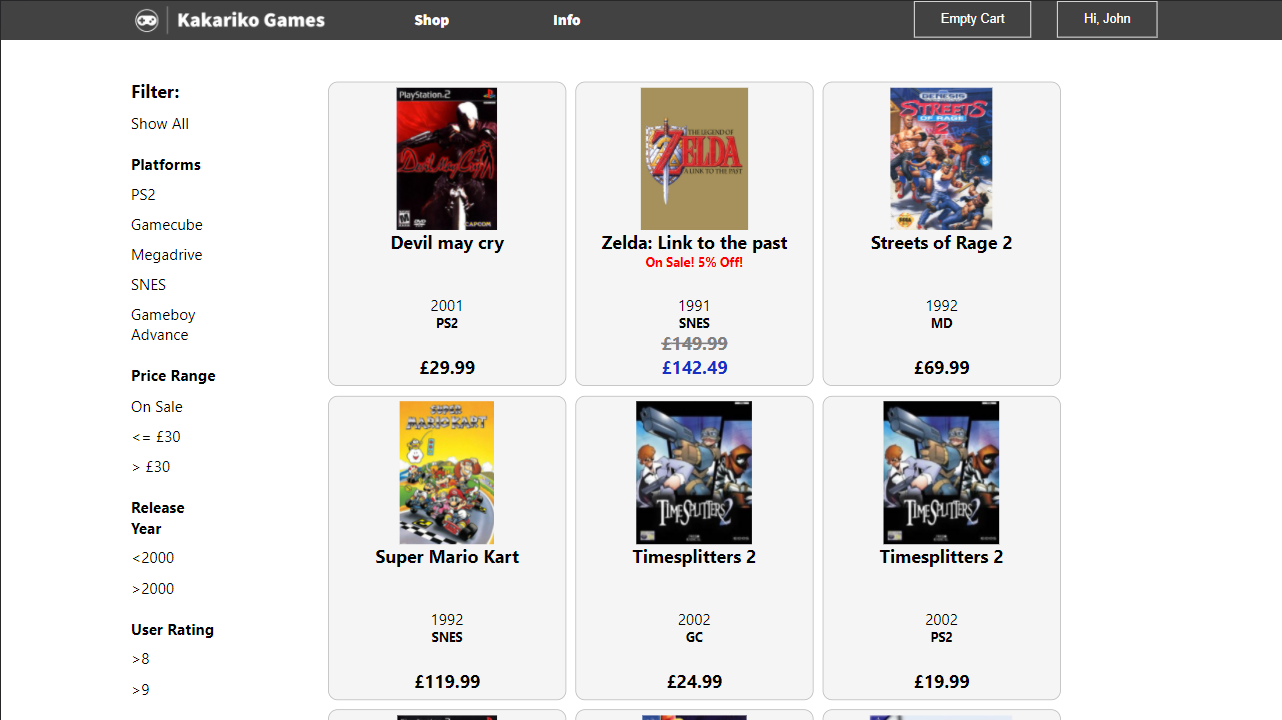 Kakariko Games
Shop
Info
Empty Cart
Hi, John
Filter:
Show All
Platforms
PS2
Gamecube
Megadrive
SNES
Gameboy
Advance
Price Range
On Sale
<= £30
> £30
Release
Year
<2000
>2000
User Rating
>8
>9
PlayStation 2
Devil May Cry
CAPCOM
Devil may cry
2001
PS2
£29.99
THE LEGEND OF
ZELDA
A LINK TO THE PAST
Zelda: Link to the past
On Sale! 5% Off!
1991
SNES
£149.99
£142.49
GENESIS
STREETS
OF RAGE
2
Streets of Rage 2
1992
MD
£69.99
SUPER
MARIO KART
Super Mario Kart
1992
SNES
£119.99
TIMESPLITTERS 2
Timesplitters 2
2002
GC
£24.99
TIMESPLITTERS 2
Timesplitters 2
2002
PS2
£19.99